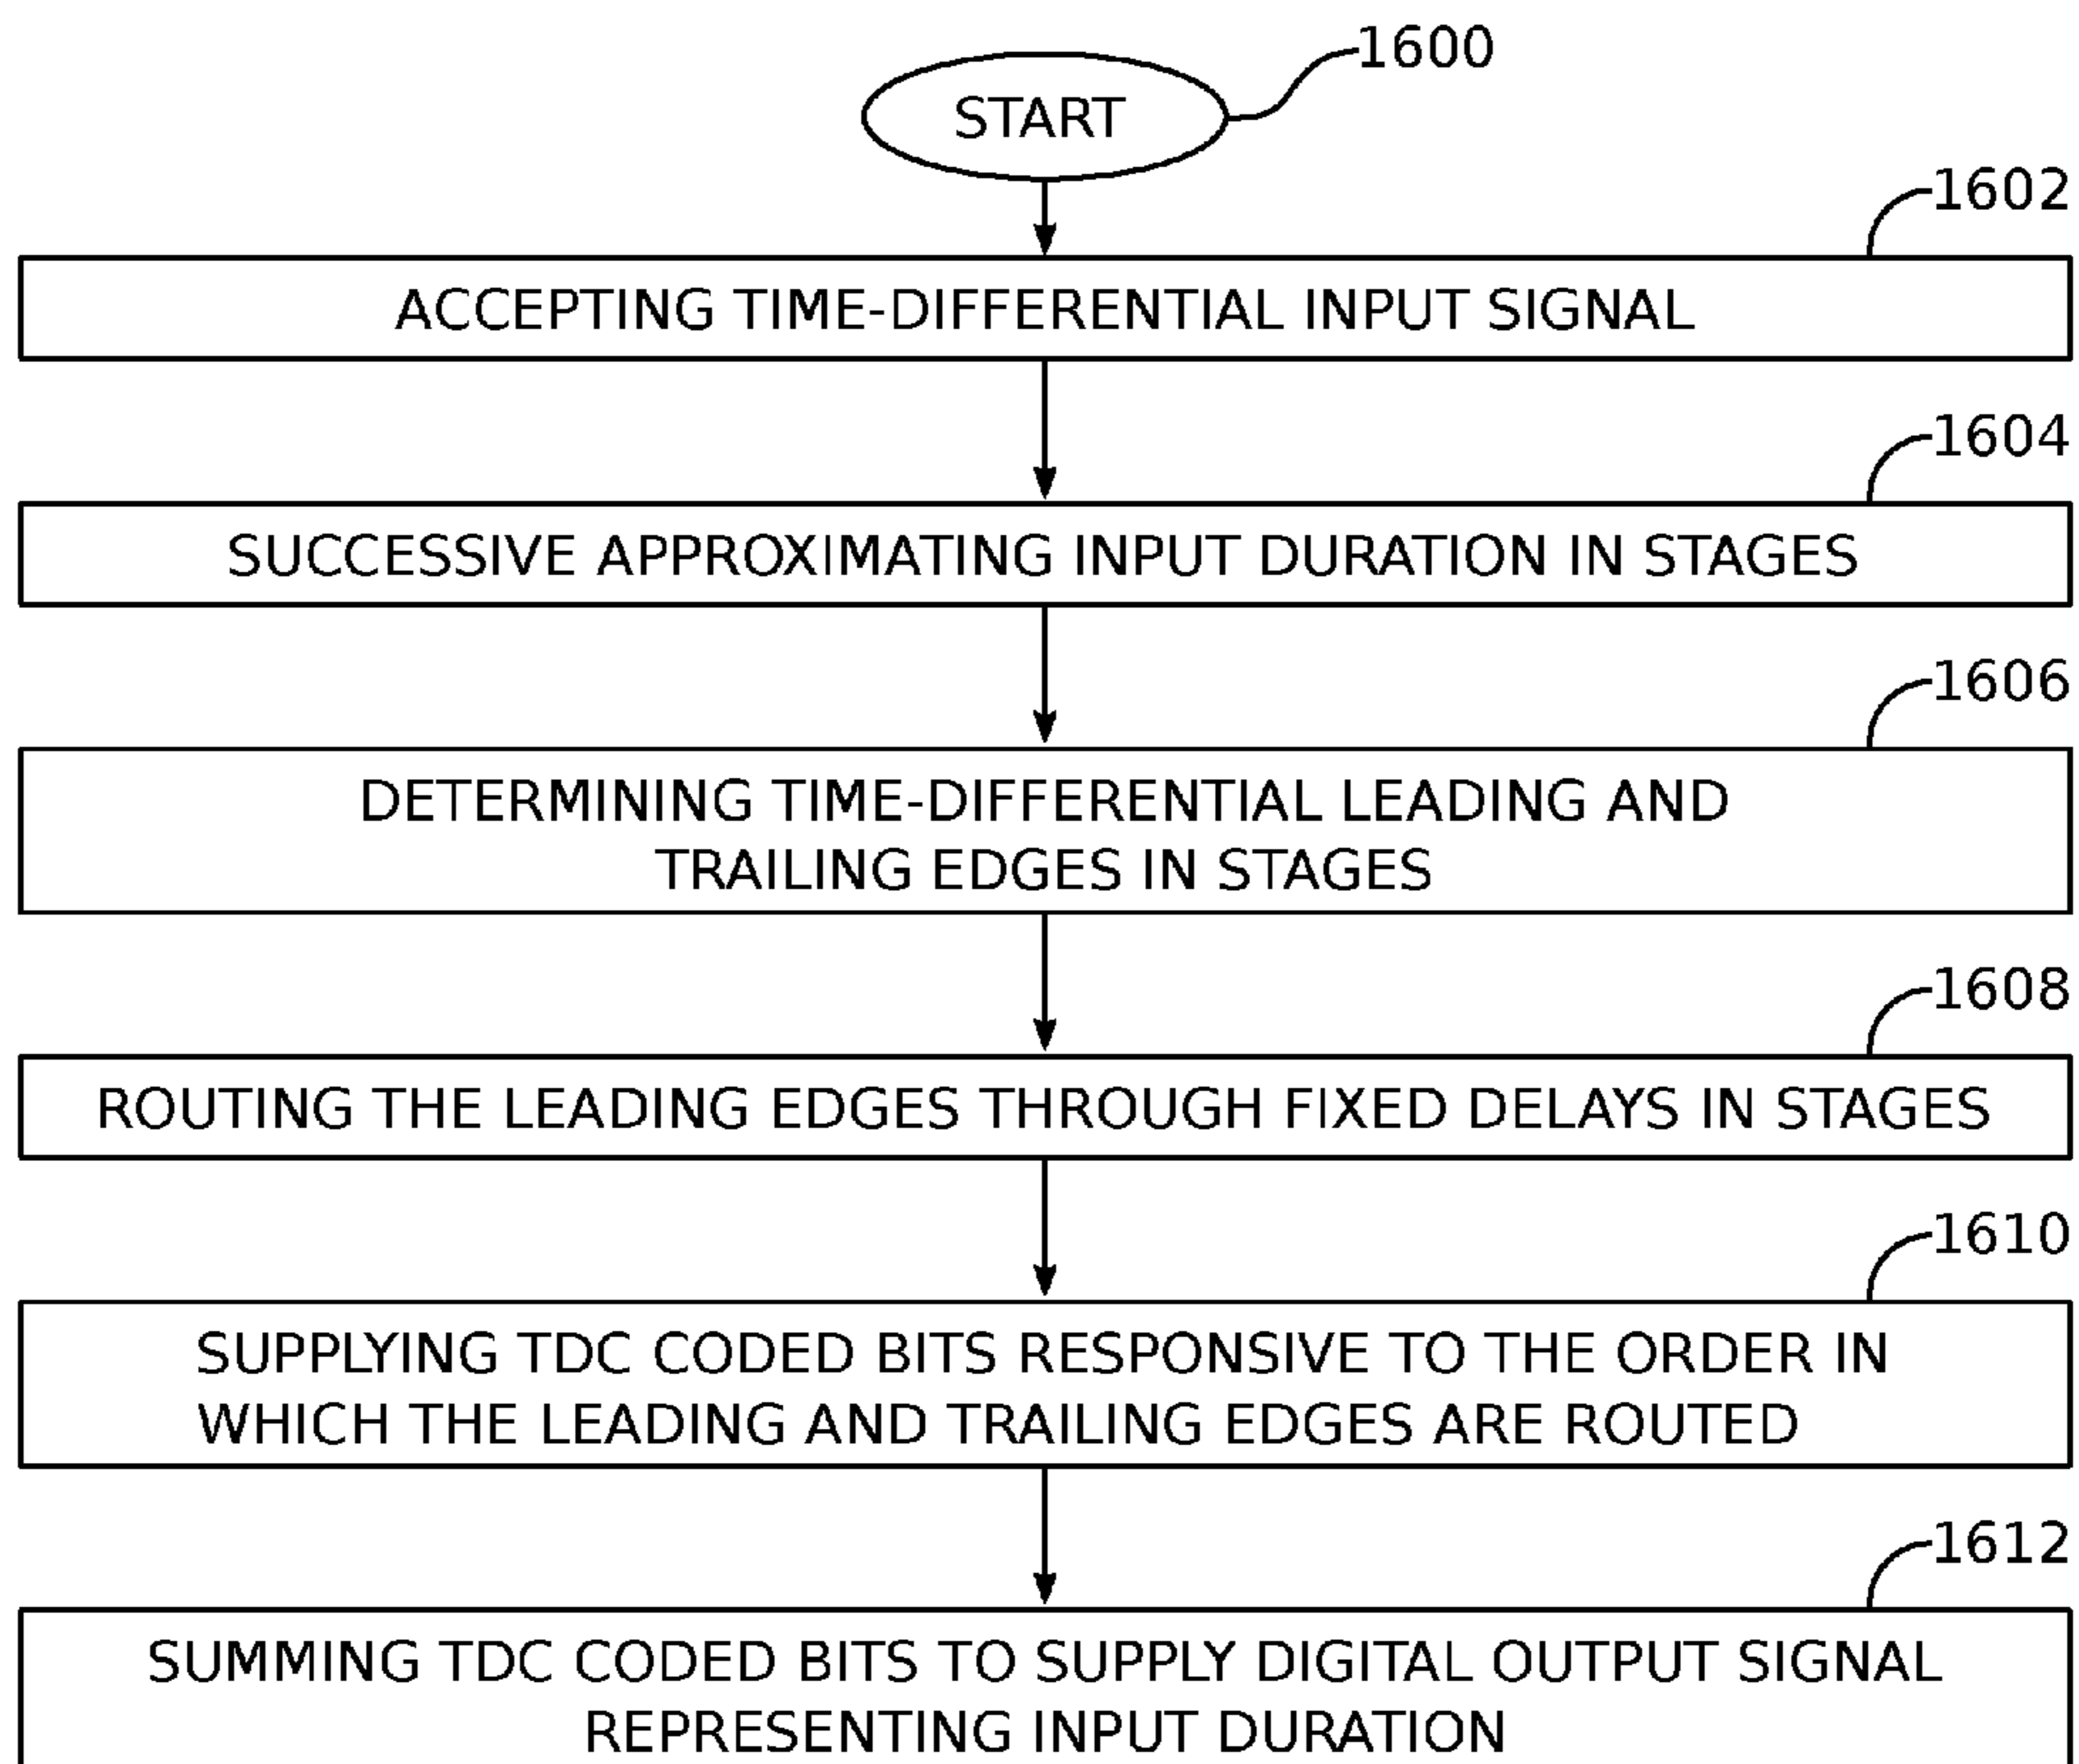 1600
START
1602
ACCEPTING TIME-DIFFERENTIAL INPUT SIGNAL
1604
SUCCESSIVE APPROXIMATING INPUT DURATION IN STAGES
1606
DETERMINING TIME-DIFFERENTIAL LEADING AND
TRAILING EDGES IN STAGES
1608
ROUTING THE LEADING EDGES THROUGH FIXED DELAYS IN STAGES
1610
SUPPLYING TDC CODED BITS RESPONSIVE TO THE ORDER IN
WHICH THE LEADING AND TRAILING EDGES ARE ROUTED
1612
SUMMING TDC CODED BITS TO SUPPLY DIGITAL OUTPUT SIGNAL
REPRESENTING INPUT DURATION